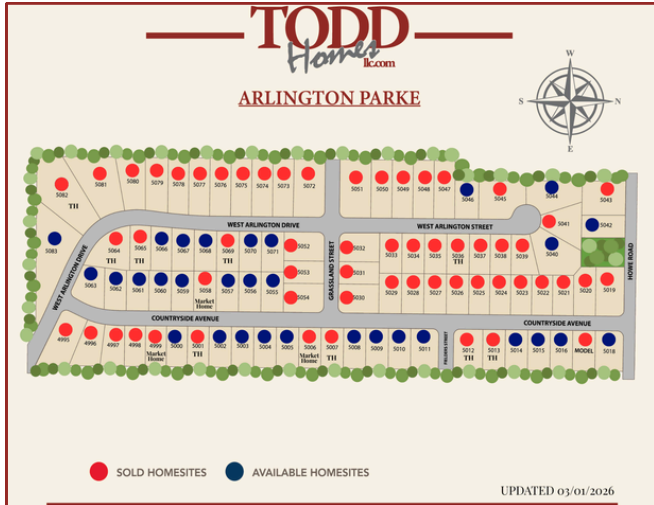 TODD
Homes
llc.com
ARLINGTON PARKE
W
S
N
E
5082
TH
5081
5080
5079
5078
5077
5076
5075
5074
5073
5072
5051
5050
5049
5048
5047
5046
5045
5044
5043
5083
5064
TH
5065
TH
5066
5067
5068
5069
TH
5070
5071
5052
5032
5033
5034
5035
5036
TH
5037
5038
5039
5041
5042
5040
WEST ARLINGTON DRIVE
WEST ARLINGTON STREET
WEST ARLINGTON DRIVE
GRASSLAND STREET
HOWE ROAD
5063
5062
5061
5060
5059
5058
Market
Home
5057
5056
5055
5053
5054
5031
5030
5029
5028
5027
5026
5025
5024
5023
5022
5021
5020
5019
COUNTRYSIDE AVENUE
COUNTRYSIDE AVENUE
4995
4996
4997
4998
4999
Market
Home
5000
5001
TH
5002
5003
5004
5005
5006
Market
Home
5007
TH
5008
5009
5010
5011
5012
TH
5013
TH
5014
5015
5016
MODEL
5018
SOLD HOMESITES
AVAILABLE HOMESITES
UPDATED 03/01/2026